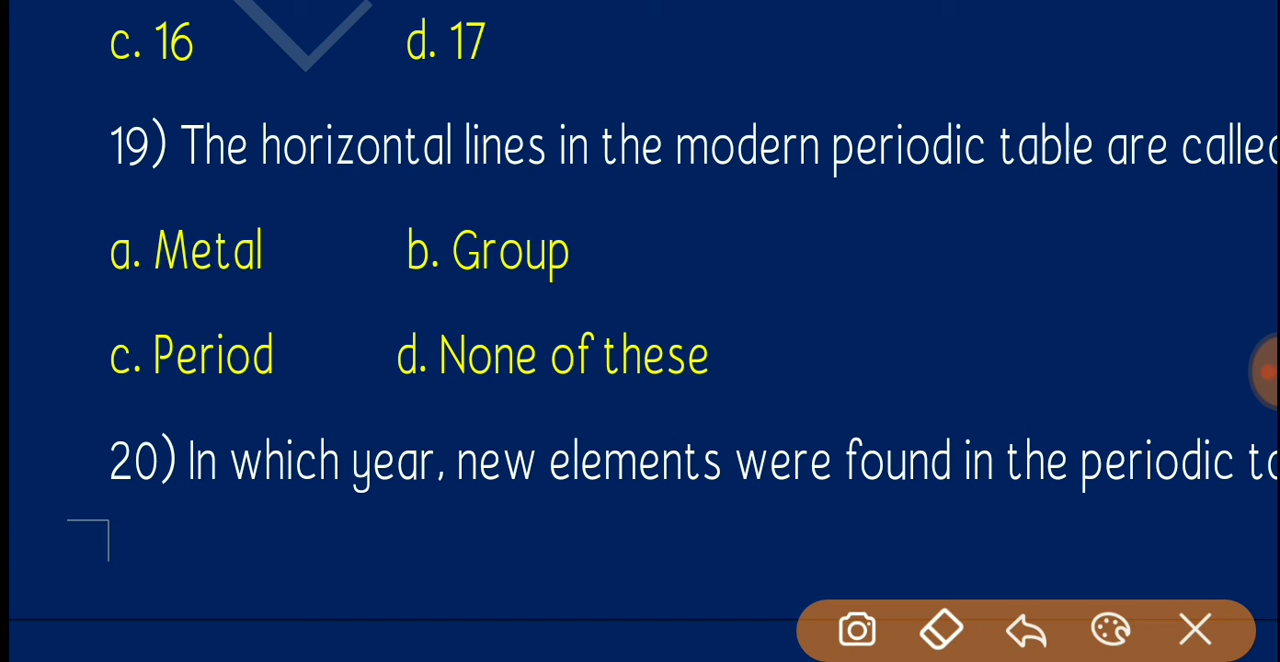 c. 16 d. 17
19) The horizontal lines in the modern periodic table are called
a. Metal b. Group
c. Period d. None of these
20) In which year, new elements were found in the periodic